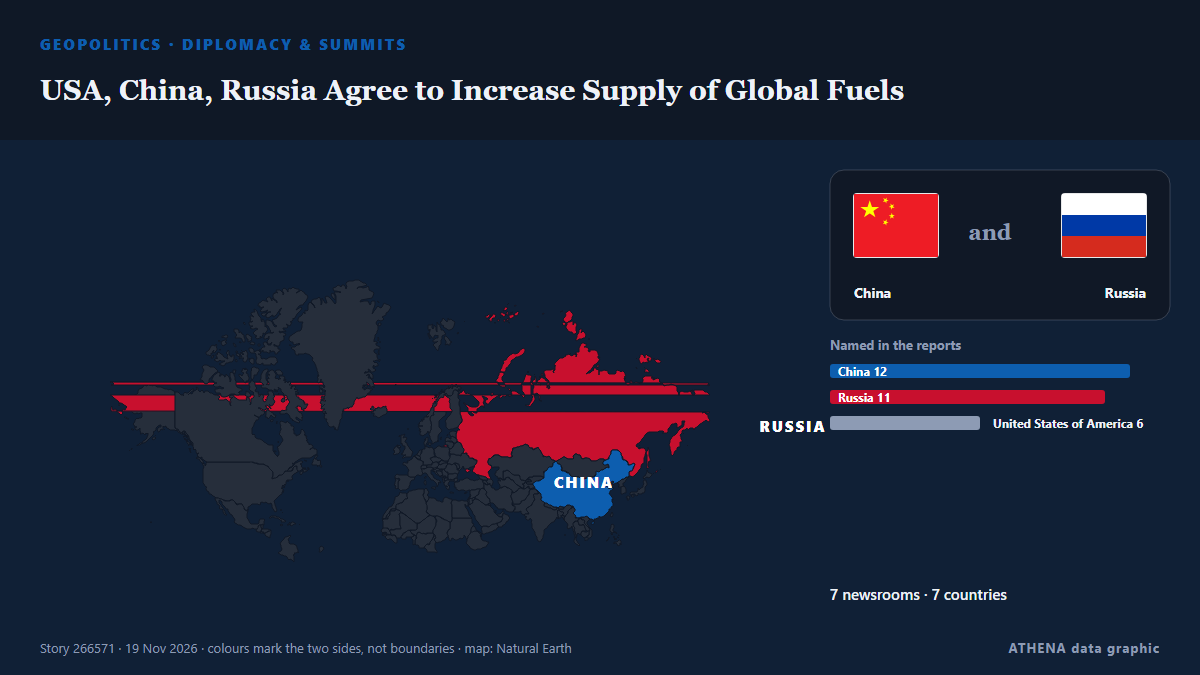 GEOPOLITICS · DIPLOMACY & SUMMITS
USA, China, Russia Agree to Increase Supply of Global Fuels
and
China
Russia
Named in the reports
China 12
Russia 11
United States of America 6
RUSSIA
CHINA
7 newsrooms · 7 countries
Story 266571 · 19 Nov 2026 · colours mark the two sides, not boundaries · map: Natural Earth
ATHENA data graphic